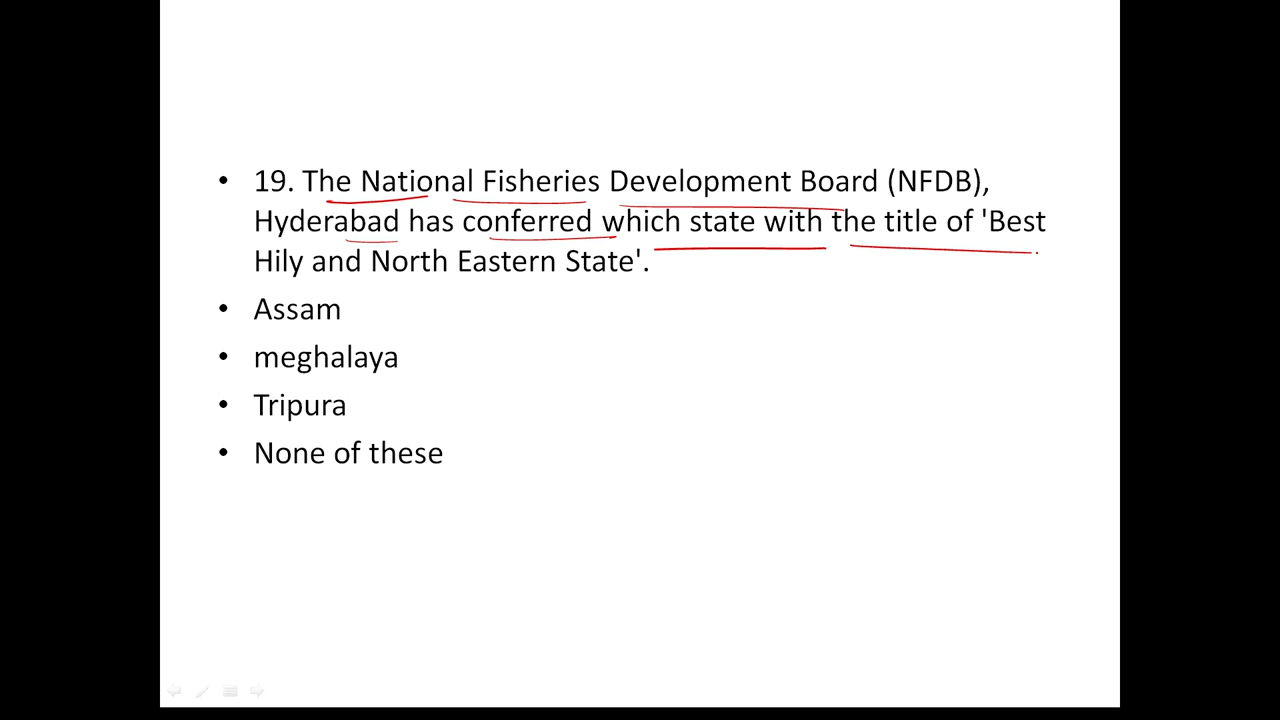 • 19. The National Fisheries Development Board (NFDB),
Hyderabad has conferred which state with the title of 'Best
Hily and North Eastern State'.
• Assam
• meghalaya
• Tripura
• None of these